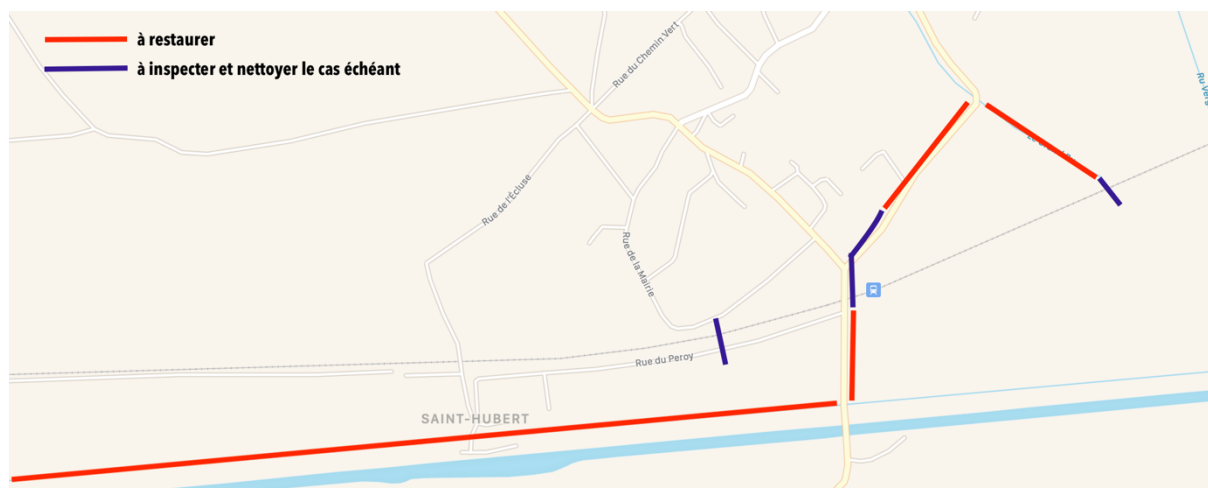 à restaurer
à inspecter et nettoyer le cas échéant
Rue du Chemin Vert
Rue de l'Écluse
Rue de la Mairie
Rue du Peroy
SAINT-HUBERT